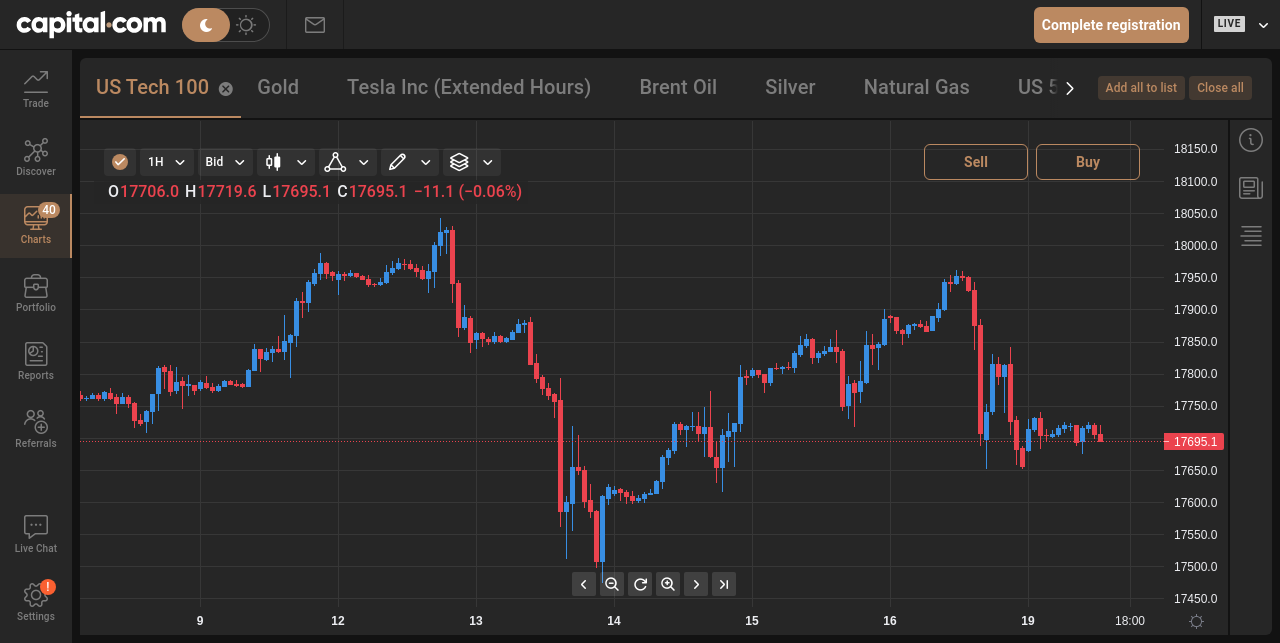 capital.com
Complete registration
LIVE
Trade
Discover
40
Charts
Portfolio
Reports
Referrals
Live Chat
!
Settings
US Tech 100
Gold
Tesla Inc (Extended Hours)
Brent Oil
Silver
Natural Gas
US 5
Add all to list
Close all
1H
Bid
Sell
Buy
O17706.0 H17719.6 L17695.1 C17695.1 −11.1 (−0.06%)
18150.0
18100.0
18050.0
18000.0
17950.0
17900.0
17850.0
17800.0
17750.0
17695.1
17650.0
17600.0
17550.0
17500.0
17450.0
9 12 13 14 15 16 19 18:00